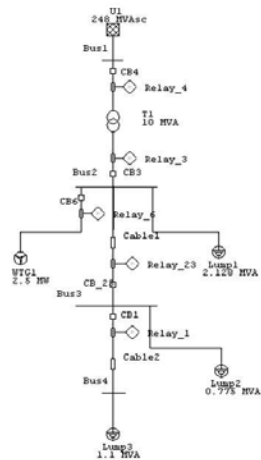 U1
248 MVAsc
Bus1
CB4
Relay_4
T1
10 MVA
Relay_3
Bus2
CB3
CB6
Relay_6
Cable1
WTG1
2.5 MW
Relay_23
Lump1
2.128 MVA
CB_2
Bus3
CB1
Relay_1
Cable2
Bus4
Lump2
0.775 MVA
Lump3
1.1 MVA